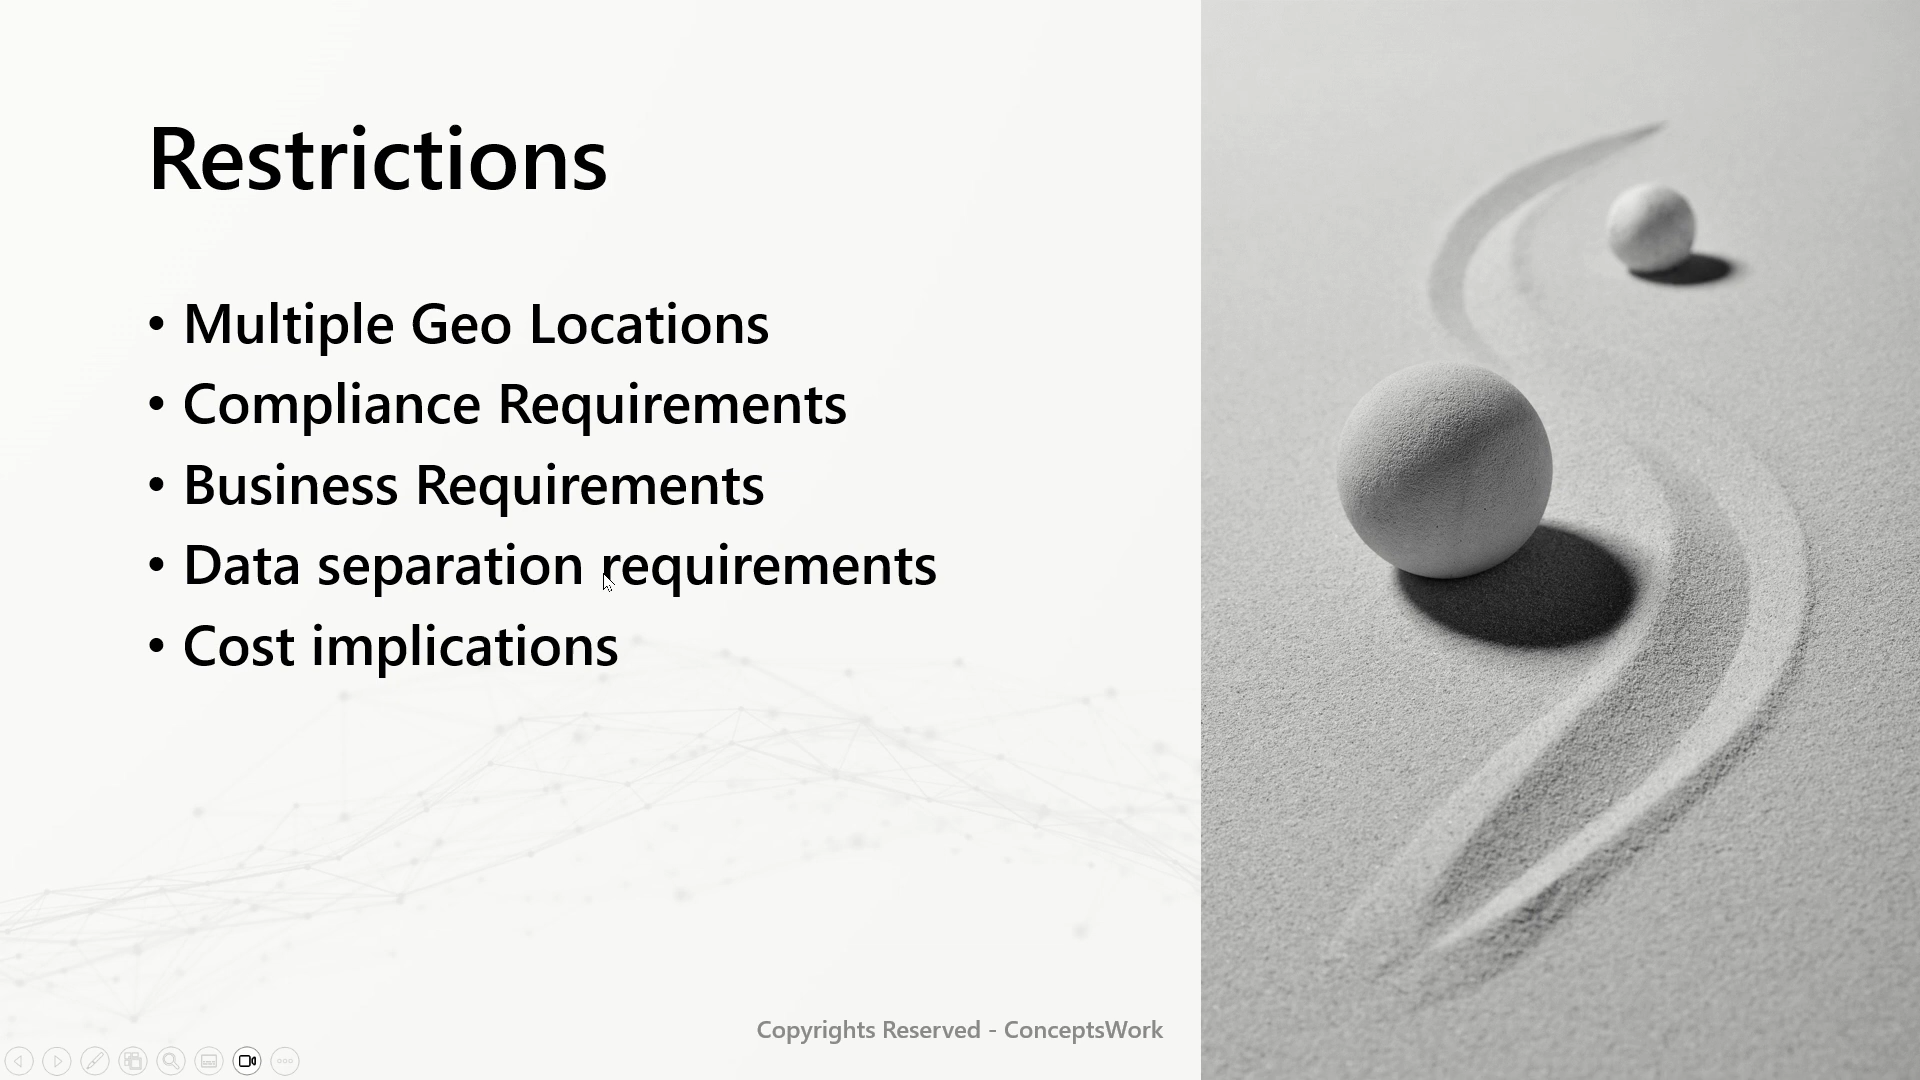 Restrictions
• Multiple Geo Locations
• Compliance Requirements
• Business Requirements
• Data separation requirements
• Cost implications
Copyrights Reserved - ConceptsWork